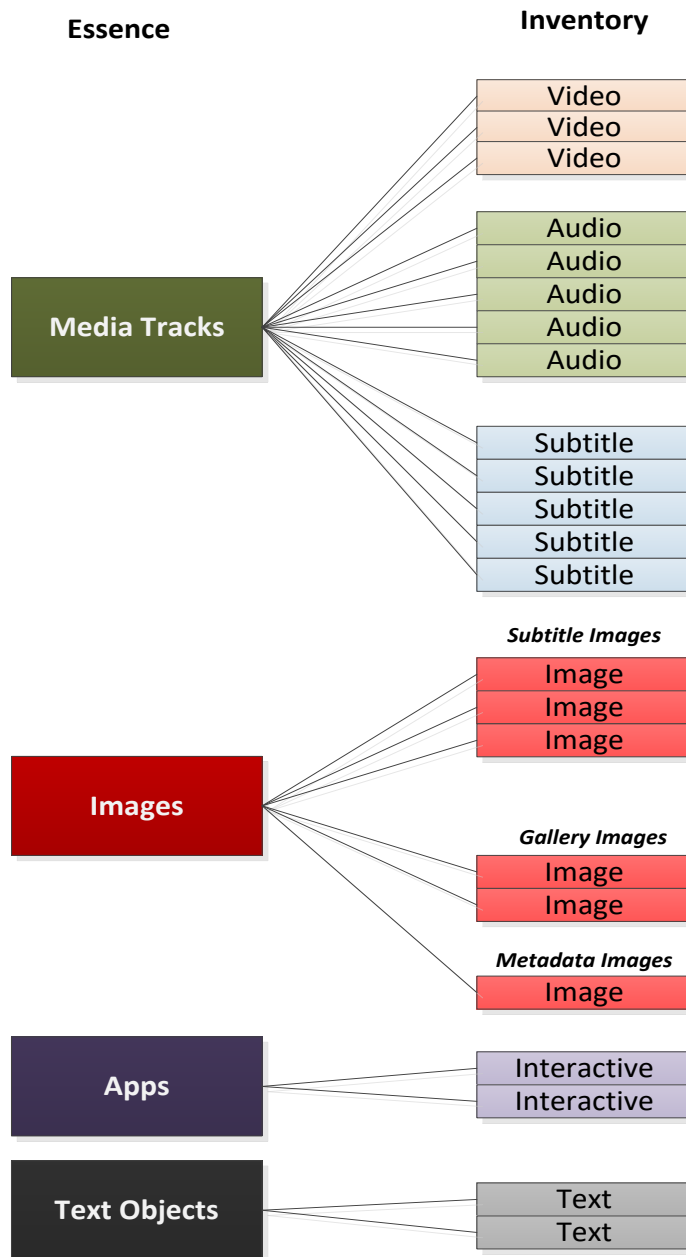 Essence
Inventory
Video
Video
Video
Media Tracks
Audio
Audio
Audio
Audio
Audio
Subtitle
Subtitle
Subtitle
Subtitle
Subtitle
Images
Subtitle Images
Image
Image
Image
Gallery Images
Image
Image
Metadata Images
Image
Apps
Interactive
Interactive
Text Objects
Text
Text